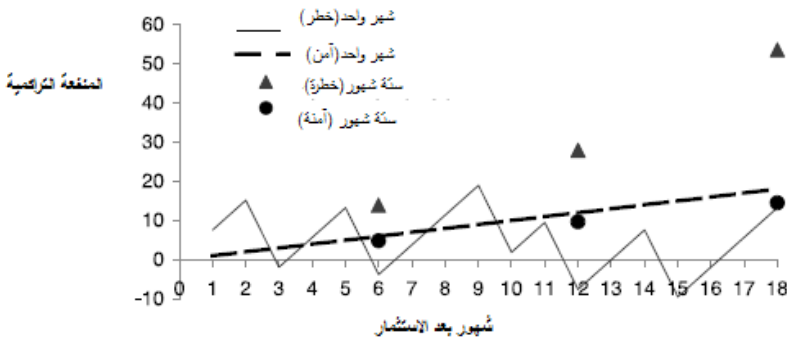 60
50
40
30
20
10
0
-10
شهر واحد(خطر)
شهر واحد(آمن)
ستة شهور(خطرة)
ستة شهور (آمنة)
المنفعة التراكمية
0 1 2 3 4 5 6 7 8 9 10 11 12 13 14 15 16 17 18
شهور بعد الاستثمار